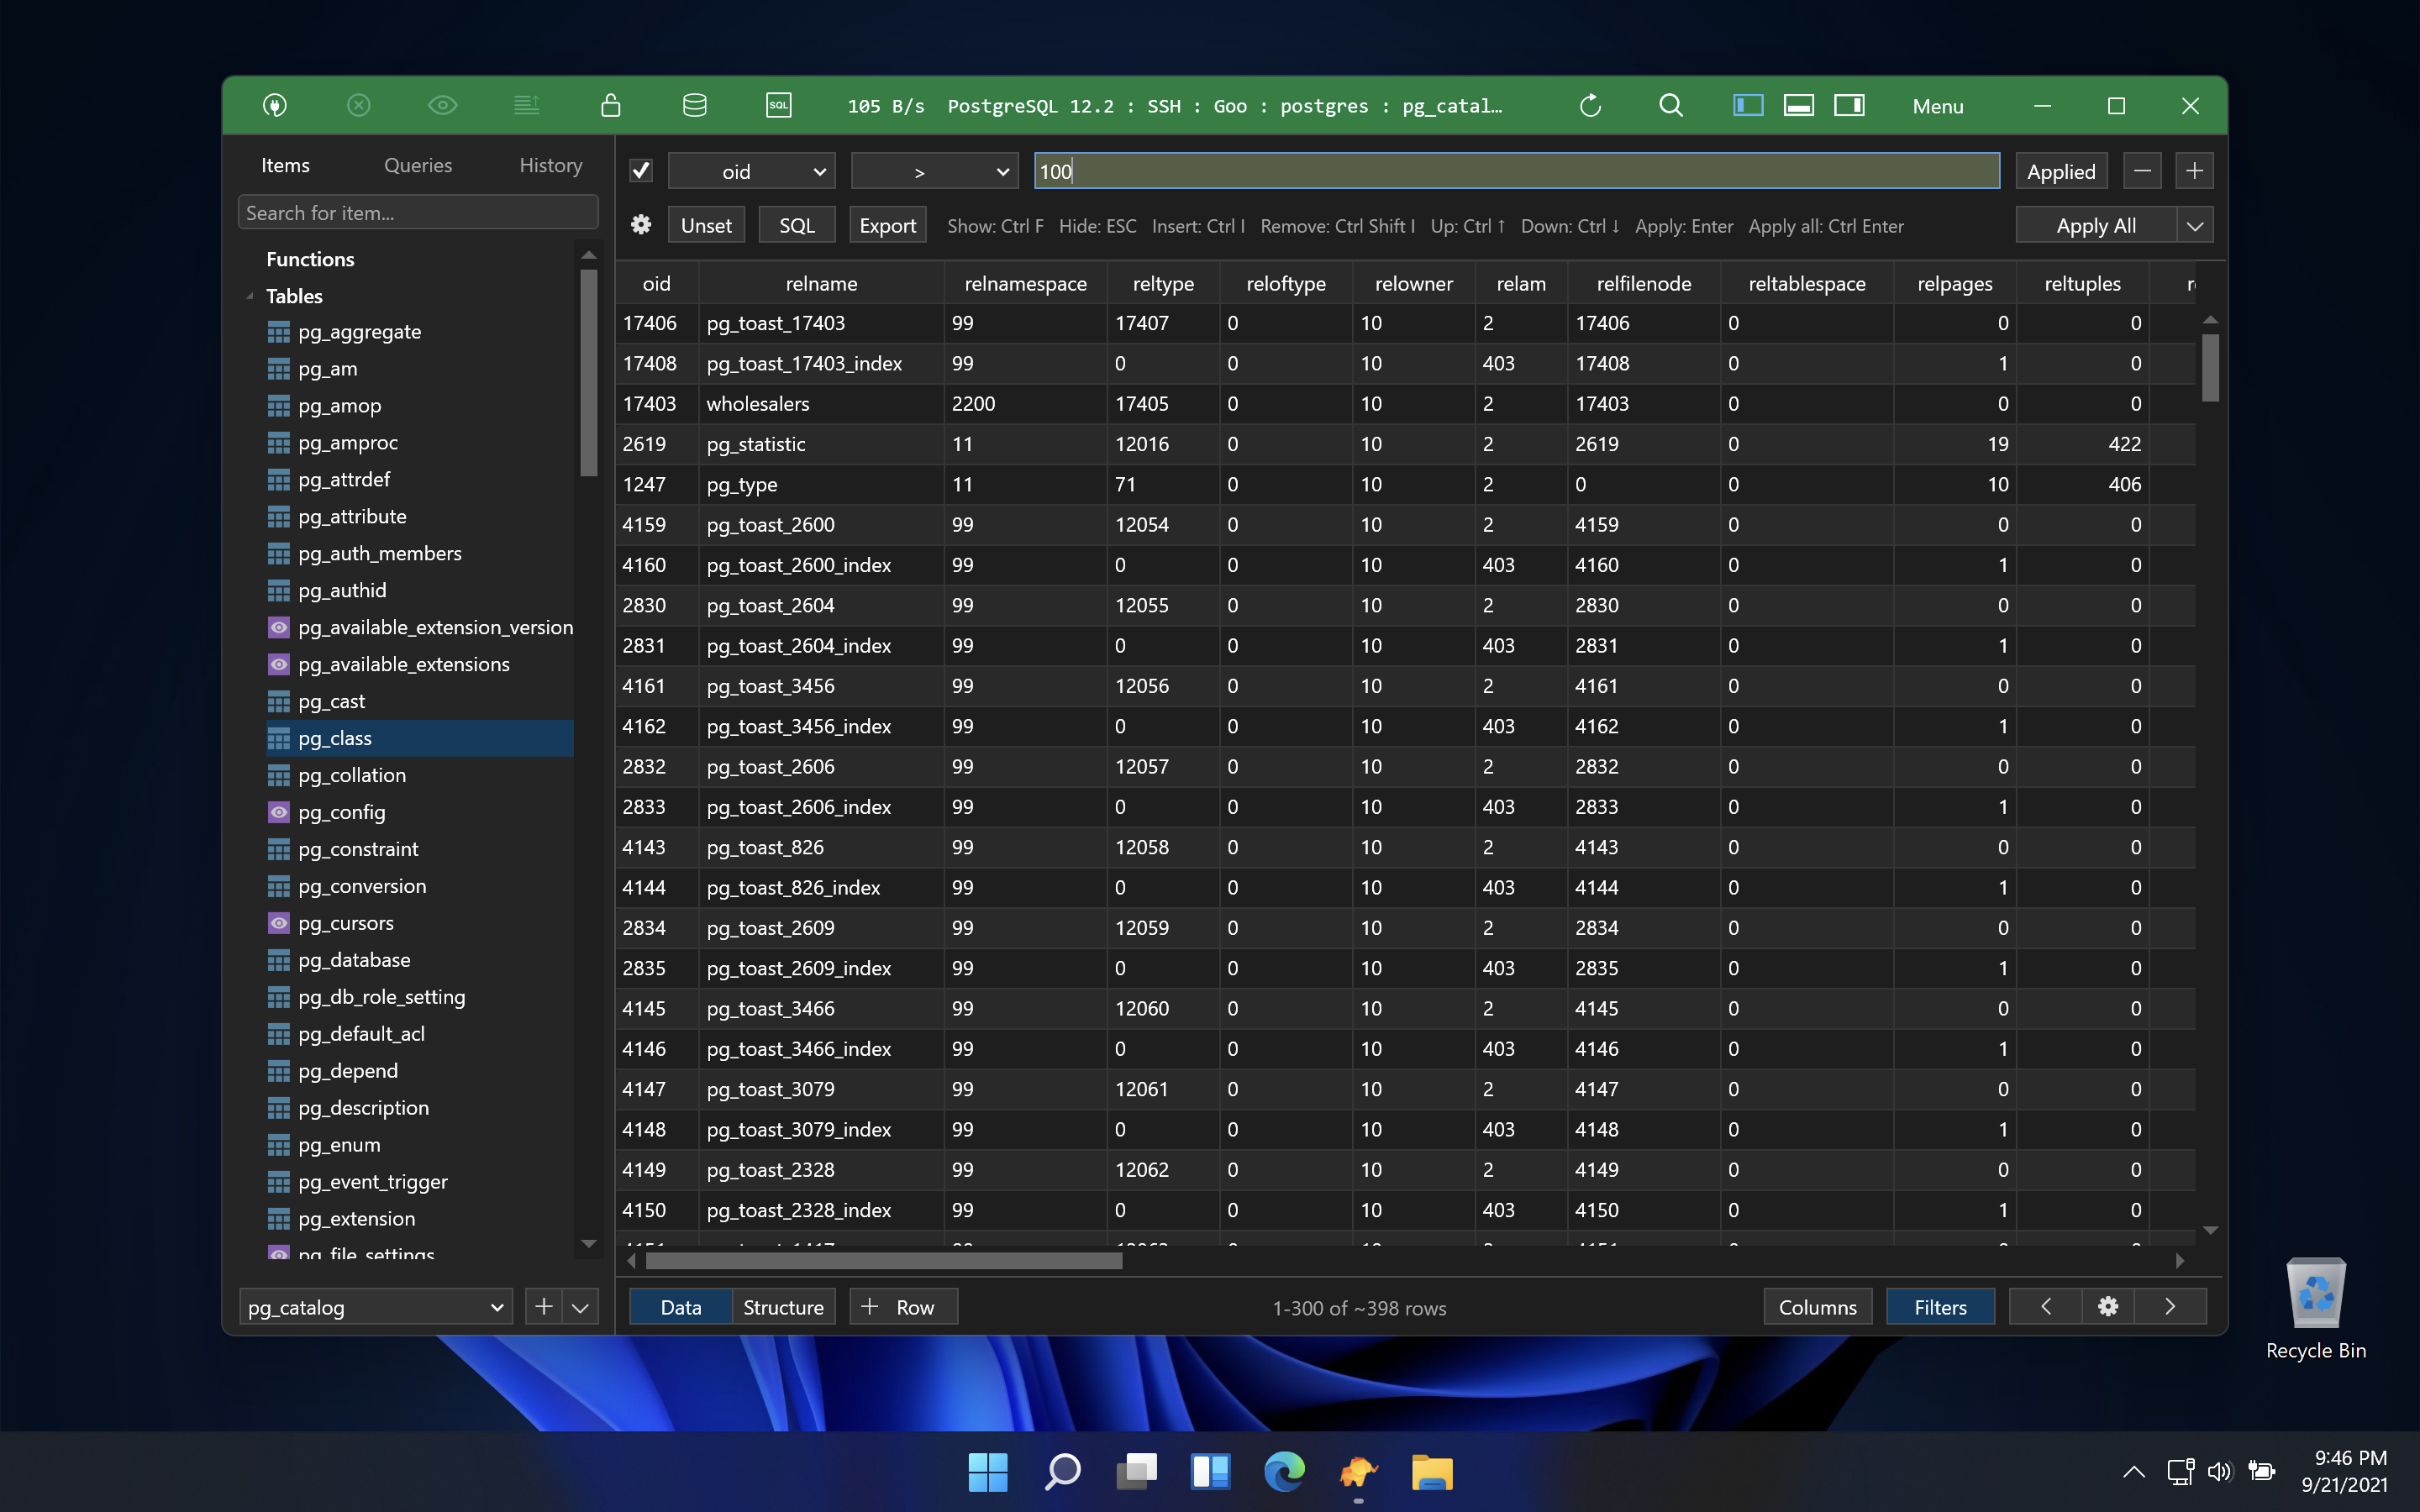 SQL 105 B/s PostgreSQL 12.2 : SSH : Goo : postgres : pg_catal... Menu
Items Queries History
Search for item...
Functions
Tables
pg_aggregate
pg_am
pg_amop
pg_amproc
pg_attrdef
pg_attribute
pg_auth_members
pg_authid
pg_available_extension_version
pg_available_extensions
pg_cast
pg_class
pg_collation
pg_config
pg_constraint
pg_conversion
pg_cursors
pg_database
pg_db_role_setting
pg_default_acl
pg_depend
pg_description
pg_enum
pg_event_trigger
pg_extension
pg_file_settings
pg_catalog
oid > 100 Applied
Unset SQL Export Show: Ctrl F Hide: ESC Insert: Ctrl I Remove: Ctrl Shift I Up: Ctrl ↑ Down: Ctrl ↓ Apply: Enter Apply all: Ctrl Enter Apply All
oid relname relnamespace reltype reloftype relowner relam relfilenode reltablespace relpages reltuples
17406 pg_toast_17403 99 17407 0 10 2 17406 0 0 0
17408 pg_toast_17403_index 99 0 0 10 403 17408 0 1 0
17403 wholesalers 2200 17405 0 10 2 17403 0 0 0
2619 pg_statistic 11 12016 0 10 2 2619 0 19 422
1247 pg_type 11 71 0 10 2 0 0 10 406
4159 pg_toast_2600 99 12054 0 10 2 4159 0 0 0
4160 pg_toast_2600_index 99 0 0 10 403 4160 0 1 0
2830 pg_toast_2604 99 12055 0 10 2 2830 0 0 0
2831 pg_toast_2604_index 99 0 0 10 403 2831 0 1 0
4161 pg_toast_3456 99 12056 0 10 2 4161 0 0 0
4162 pg_toast_3456_index 99 0 0 10 403 4162 0 1 0
2832 pg_toast_2606 99 12057 0 10 2 2832 0 0 0
2833 pg_toast_2606_index 99 0 0 10 403 2833 0 1 0
4143 pg_toast_826 99 12058 0 10 2 4143 0 0 0
4144 pg_toast_826_index 99 0 0 10 403 4144 0 1 0
2834 pg_toast_2609 99 12059 0 10 2 2834 0 0 0
2835 pg_toast_2609_index 99 0 0 10 403 2835 0 1 0
4145 pg_toast_3466 99 12060 0 10 2 4145 0 0 0
4146 pg_toast_3466_index 99 0 0 10 403 4146 0 1 0
4147 pg_toast_3079 99 12061 0 10 2 4147 0 0 0
4148 pg_toast_3079_index 99 0 0 10 403 4148 0 1 0
4149 pg_toast_2328 99 12062 0 10 2 4149 0 0 0
4150 pg_toast_2328_index 99 0 0 10 403 4150 0 1 0
Data Structure + Row 1-300 of ~398 rows Columns Filters
Recycle Bin
9:46 PM
9/21/2021